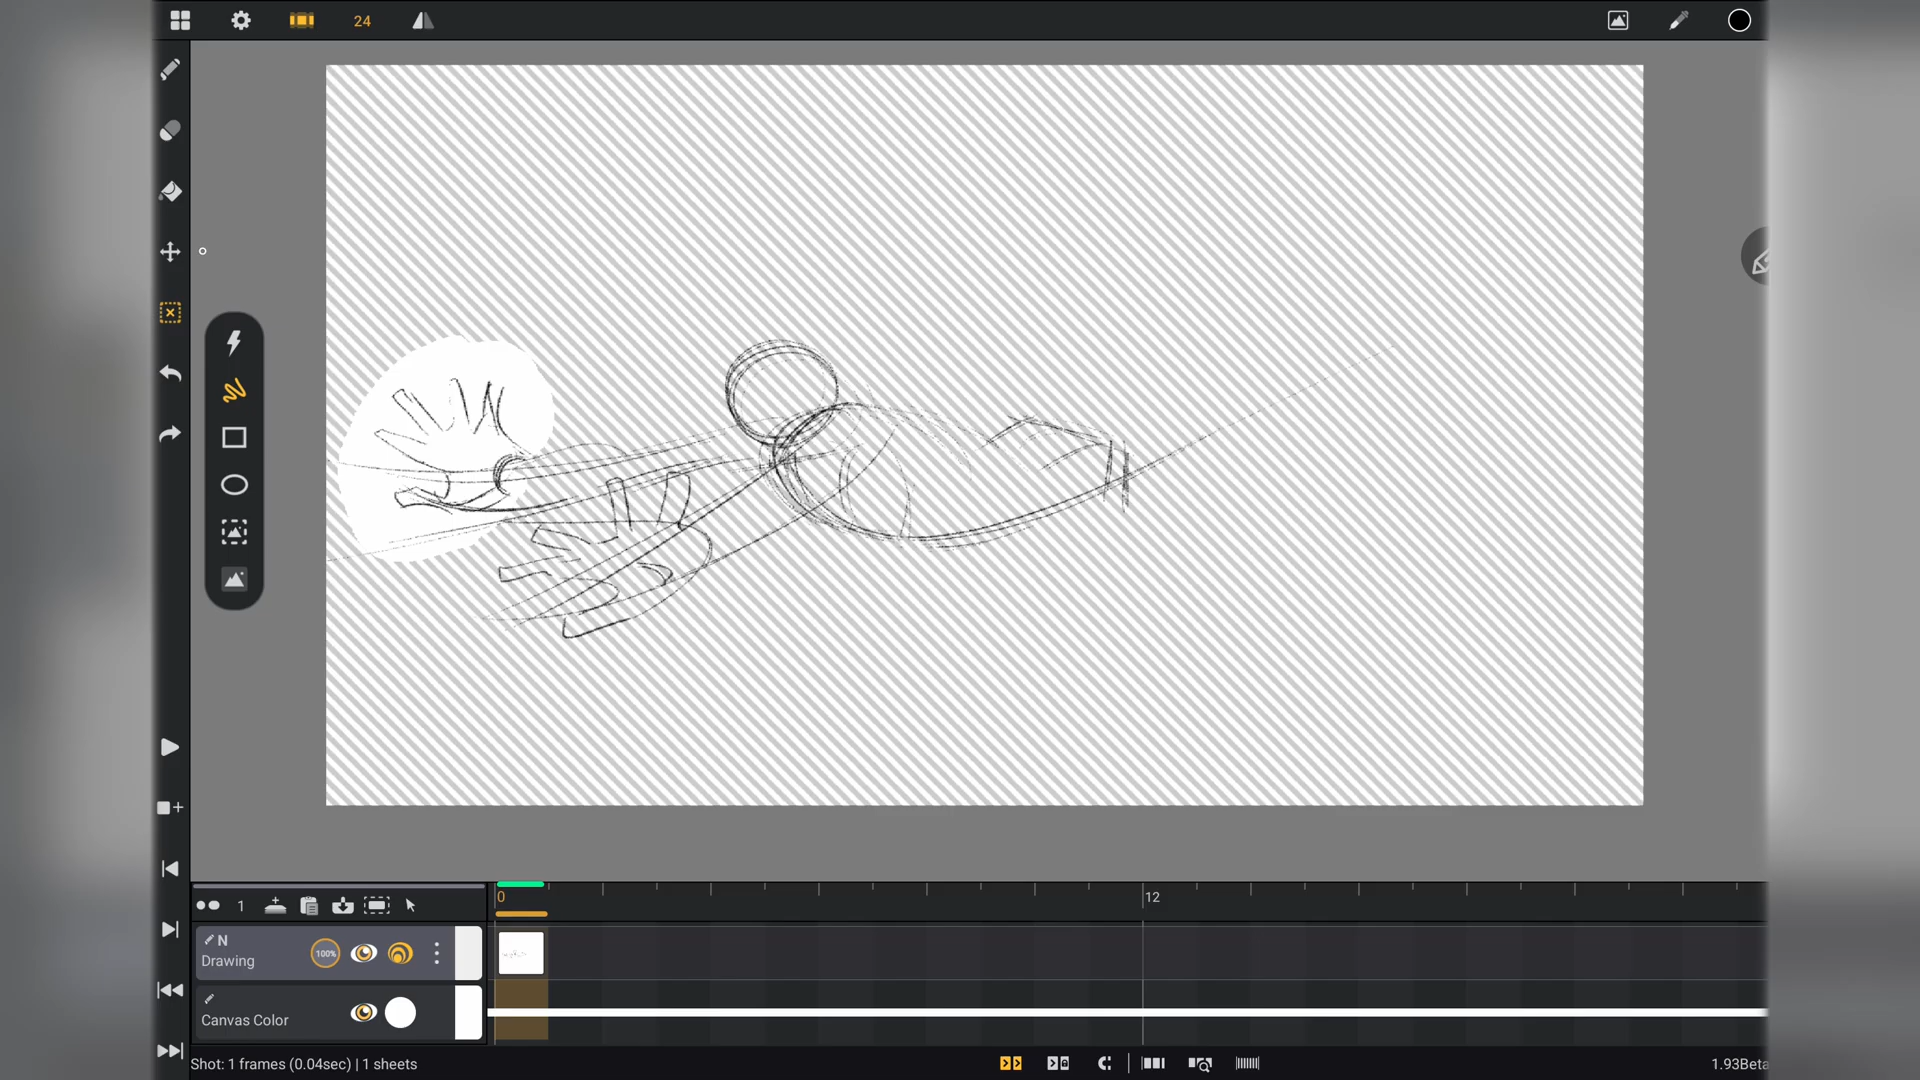 24
0
12
1
N
Drawing
100%
Canvas Color
Shot: 1 frames (0.04sec) | 1 sheets
1.93Beta